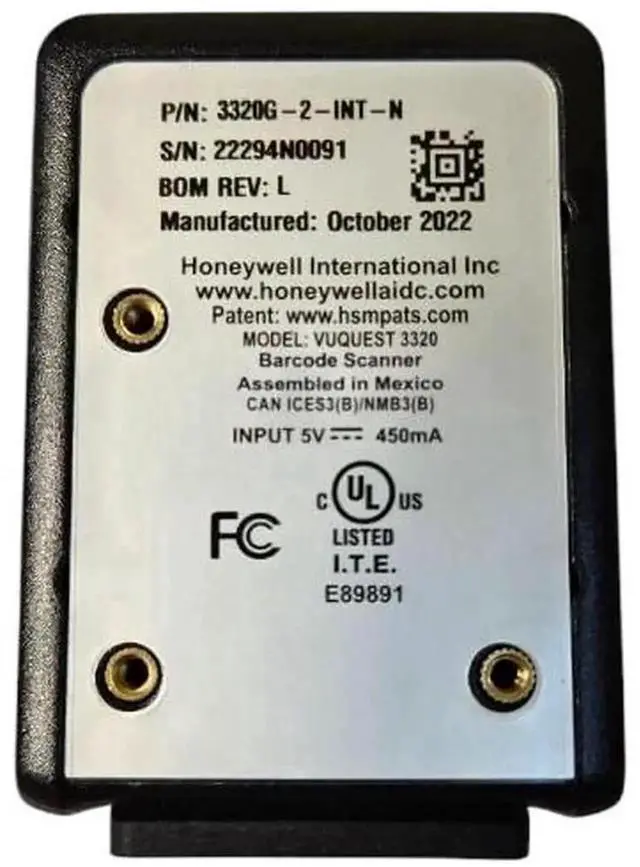 P/N: 3320G-2-INT-N
S/N: 22294N0091
BOM REV: L
Manufactured: October 2022
Honeywell International Inc
www.honeywellaidc.com
Patent: www.hsmpats.com
MODEL: VUQUEST 3320
Barcode Scanner
Assembled in Mexico
CAN ICES3(B)/NMB3(B)
INPUT 5V ⎓ 450mA
FC
C UL US
LISTED
I.T.E.
E89891